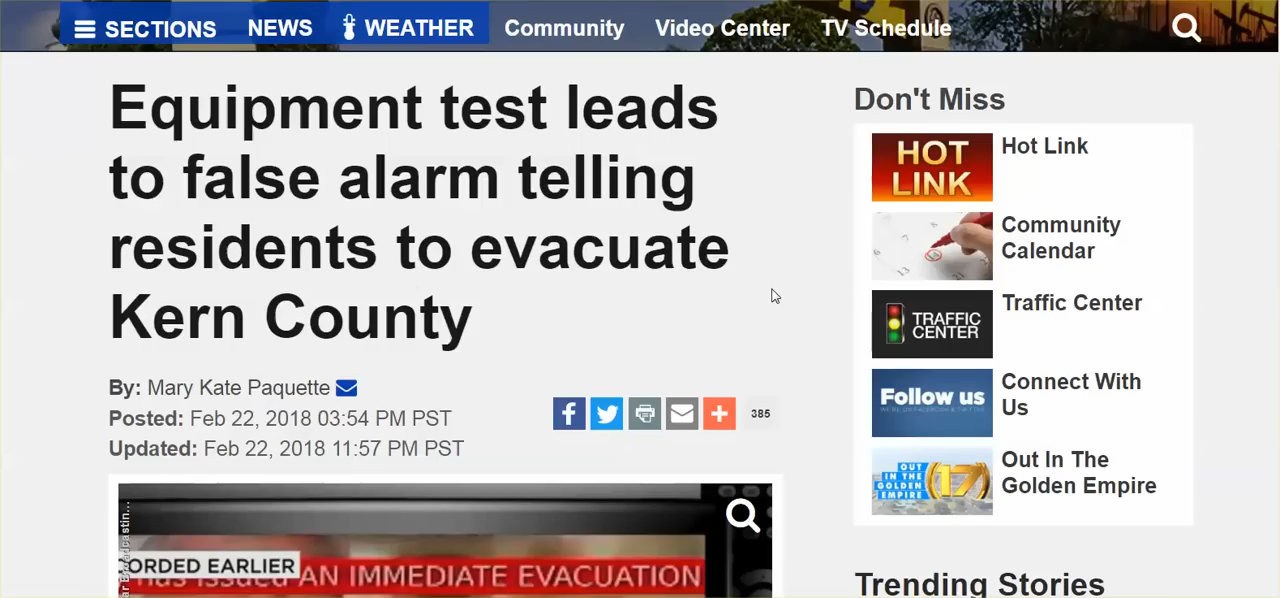 SECTIONS NEWS WEATHER Community Video Center TV Schedule
Equipment test leads
to false alarm telling
residents to evacuate
Kern County
By: Mary Kate Paquette
Posted: Feb 22, 2018 03:54 PM PST
Updated: Feb 22, 2018 11:57 PM PST
385
ORDED EARLIER
has issued AN IMMEDIATE EVACUATION
Don't Miss
HOT
LINK
Hot Link
Community
Calendar
TRAFFIC
CENTER
Traffic Center
Follow us
Connect With
Us
OUT
IN THE
GOLDEN
EMPIRE
17
Out In The
Golden Empire
Trending Stories